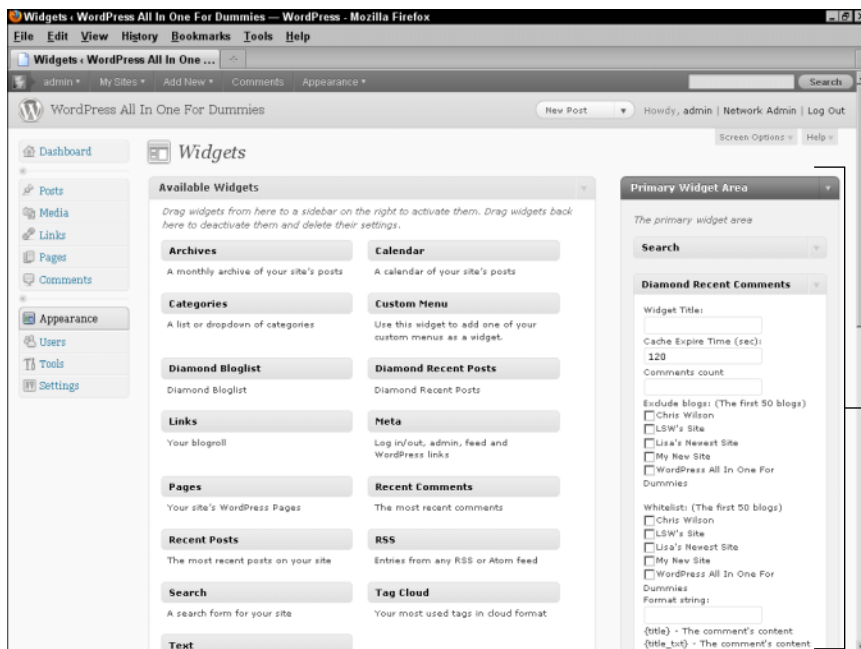 Widgets ‹ WordPress All In One For Dummies — WordPress - Mozilla Firefox
File Edit View History Bookmarks Tools Help
Widgets ‹ WordPress All In One ...
admin My Sites Add New Comments Appearance Search
WordPress All In One For Dummies New Post Howdy, admin | Network Admin | Log Out
Screen Options Help
Dashboard
Posts
Media
Links
Pages
Comments
Appearance
Users
Tools
Settings
Widgets
Available Widgets
Drag widgets from here to a sidebar on the right to activate them. Drag widgets back
here to deactivate them and delete their settings.
Archives Calendar
A monthly archive of your site's posts A calendar of your site's posts
Categories Custom Menu
A list or dropdown of categories Use this widget to add one of your
custom menus as a widget.
Diamond Bloglist Diamond Recent Posts
Diamond Bloglist Diamond Recent Posts
Links Meta
Your blogroll Log in/out, admin, feed and
WordPress links
Pages Recent Comments
Your site's WordPress Pages The most recent comments
Recent Posts RSS
The most recent posts on your site Entries from any RSS or Atom feed
Search Tag Cloud
A search form for your site Your most used tags in cloud format
Text
Primary Widget Area
The primary widget area
Search
Diamond Recent Comments
Widget Title:
Cache Expire Time (sec):
120
Comments count
Exclude blogs: (The first 50 blogs)
Chris Wilson
LSW's Site
Lisa's Newest Site
My New Site
WordPress All In One For
Dummies
Whitelist: (The first 50 blogs)
Chris Wilson
LSW's Site
Lisa's Newest Site
My New Site
WordPress All In One For
Dummies
Format string:
{title} - The comment's content
{title_txt} - The comment's content